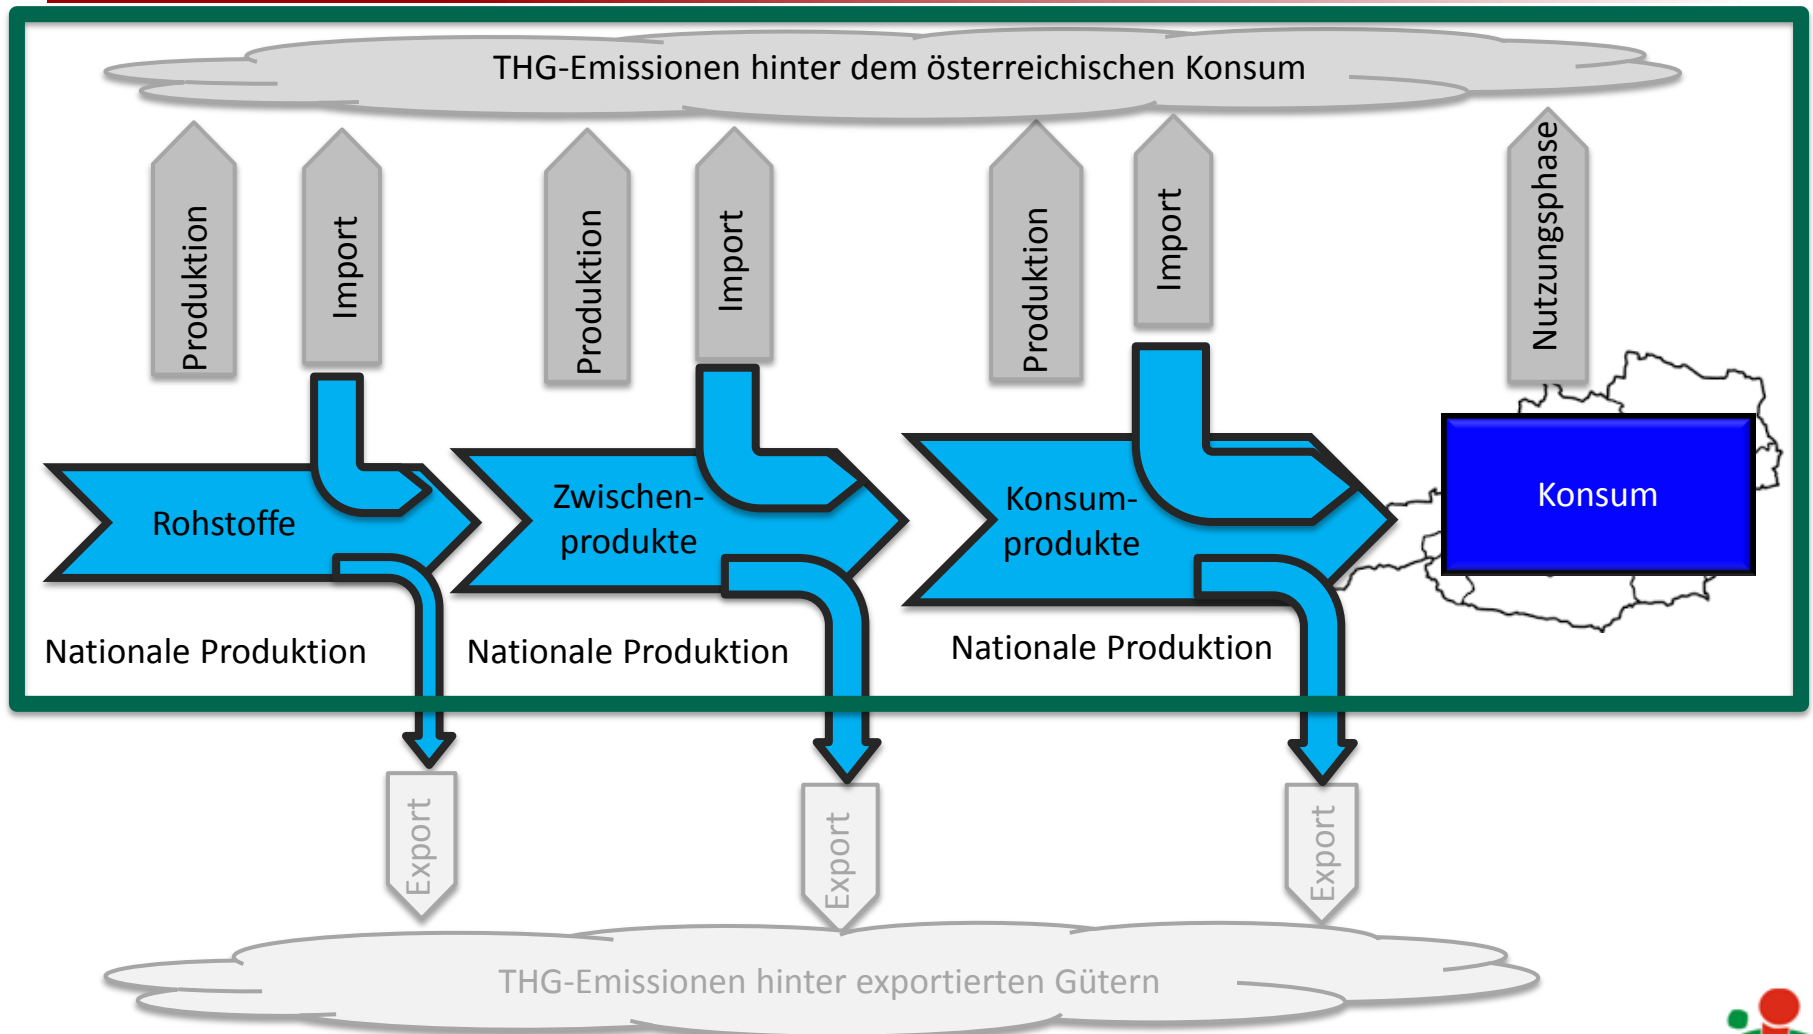 THG-Emissionen hinter dem österreichischen Konsum
Produktion
Import
Produktion
Import
Produktion
Import
Nutzungsphase
Rohstoffe
Zwischen-
produkte
Konsum-
produkte
Konsum
Nationale Produktion
Nationale Produktion
Nationale Produktion
Export
Export
Export
THG-Emissionen hinter exportierten Gütern